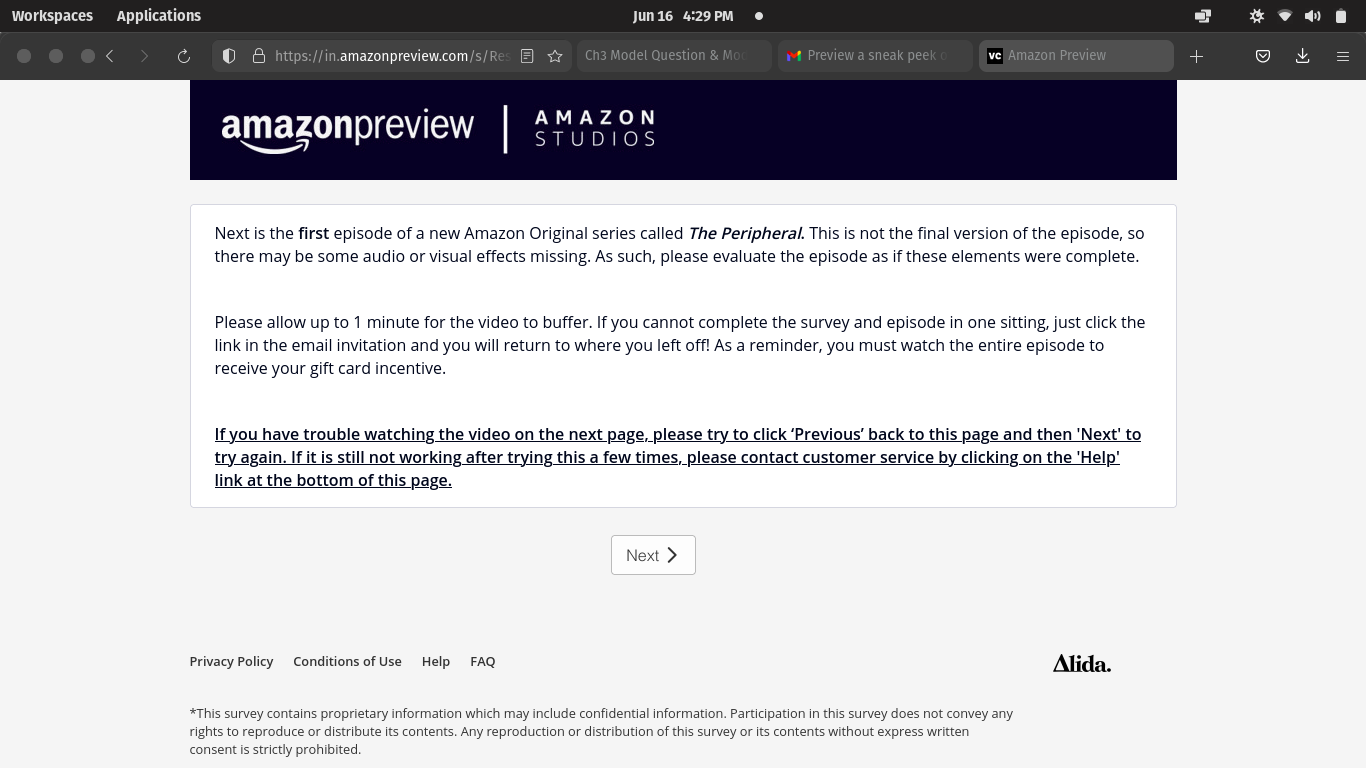 Workspaces Applications Jun 16 4:29 PM
https://in.amazonpreview.com/s/Res Ch3 Model Question & Mo Preview a sneak peek o vc Amazon Preview
amazonpreview AMAZON
STUDIOS
Next is the first episode of a new Amazon Original series called The Peripheral. This is not the final version of the episode, so
there may be some audio or visual effects missing. As such, please evaluate the episode as if these elements were complete.
Please allow up to 1 minute for the video to buffer. If you cannot complete the survey and episode in one sitting, just click the
link in the email invitation and you will return to where you left off! As a reminder, you must watch the entire episode to
receive your gift card incentive.
If you have trouble watching the video on the next page, please try to click ‘Previous’ back to this page and then 'Next' to
try again. If it is still not working after trying this a few times, please contact customer service by clicking on the 'Help'
link at the bottom of this page.
Next
Privacy Policy Conditions of Use Help FAQ Alida.
*This survey contains proprietary information which may include confidential information. Participation in this survey does not convey any
rights to reproduce or distribute its contents. Any reproduction or distribution of this survey or its contents without express written
consent is strictly prohibited.